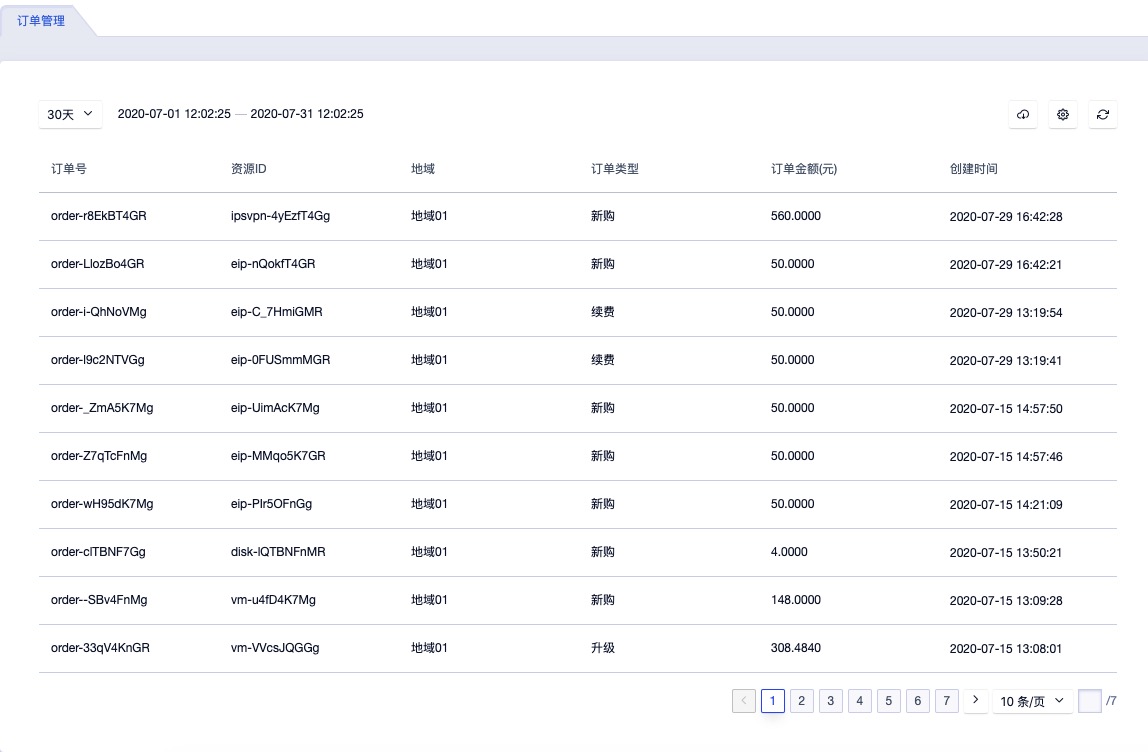 订单管理
30天 2020-07-01 12:02:25 — 2020-07-31 12:02:25
订单号 资源ID 地域 订单类型 订单金额(元) 创建时间
order-r8EkBT4GR ipsvpn-4yEzfT4Gg 地域01 新购 560.0000 2020-07-29 16:42:28
order-LlozBo4GR eip-nQokfT4GR 地域01 新购 50.0000 2020-07-29 16:42:21
order-i-QhNoVMg eip-C_7HmiGMR 地域01 续费 50.0000 2020-07-29 13:19:54
order-l9c2NTVGg eip-0FUSmmMGR 地域01 续费 50.0000 2020-07-29 13:19:41
order-_ZmA5K7Mg eip-UimAcK7Mg 地域01 新购 50.0000 2020-07-15 14:57:50
order-Z7qTcFnMg eip-MMqo5K7GR 地域01 新购 50.0000 2020-07-15 14:57:46
order-wH95dK7Mg eip-Plr5OFnGg 地域01 新购 50.0000 2020-07-15 14:21:09
order-clTBNF7Gg disk-lQTBNFnMR 地域01 新购 4.0000 2020-07-15 13:50:21
order--SBv4FnMg vm-u4fD4K7Mg 地域01 新购 148.0000 2020-07-15 13:09:28
order-33qV4KnGR vm-VVcsJQGGg 地域01 升级 308.4840 2020-07-15 13:08:01
1 2 3 4 5 6 7 10 条/页 /7